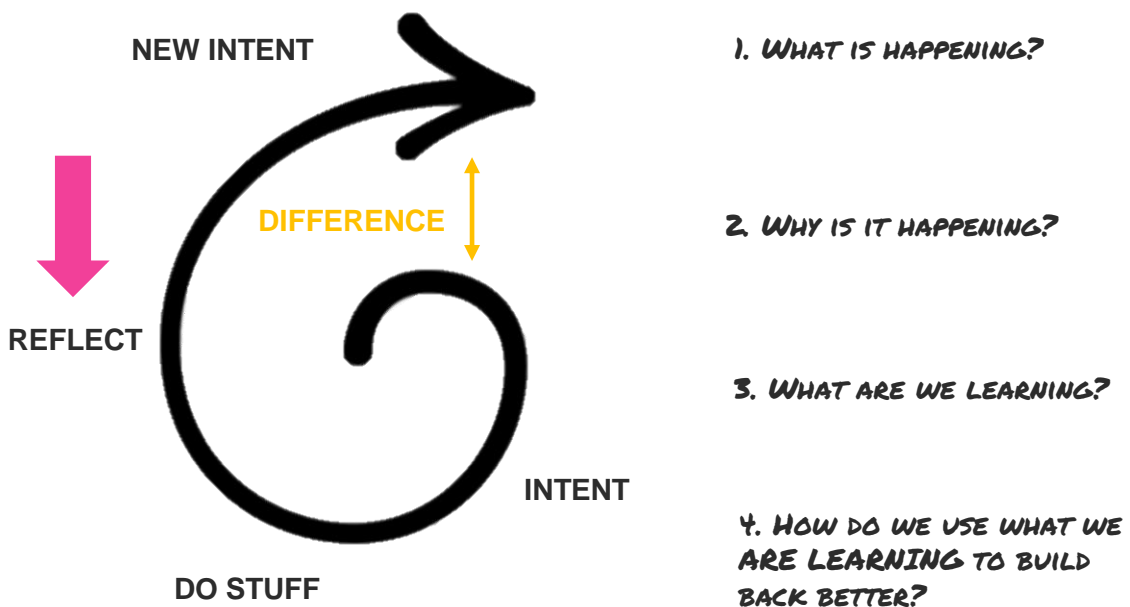 NEW INTENT
DIFFERENCE
REFLECT
INTENT
DO STUFF
1. WHAT IS HAPPENING?
2. WHY IS IT HAPPENING?
3. WHAT ARE WE LEARNING?
4. HOW DO WE USE WHAT WE
ARE LEARNING TO BUILD
BACK BETTER?